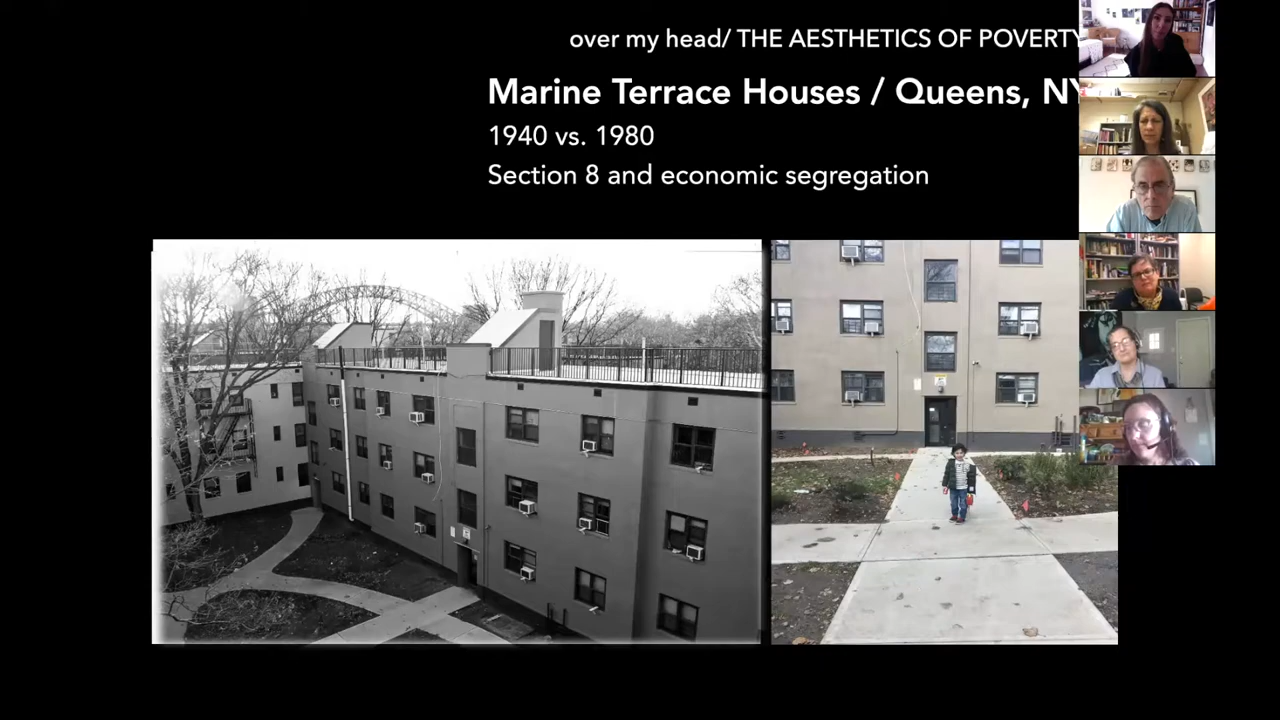 over my head/ THE AESTHETICS OF POVERTY
Marine Terrace Houses / Queens, NY
1940 vs. 1980
Section 8 and economic segregation